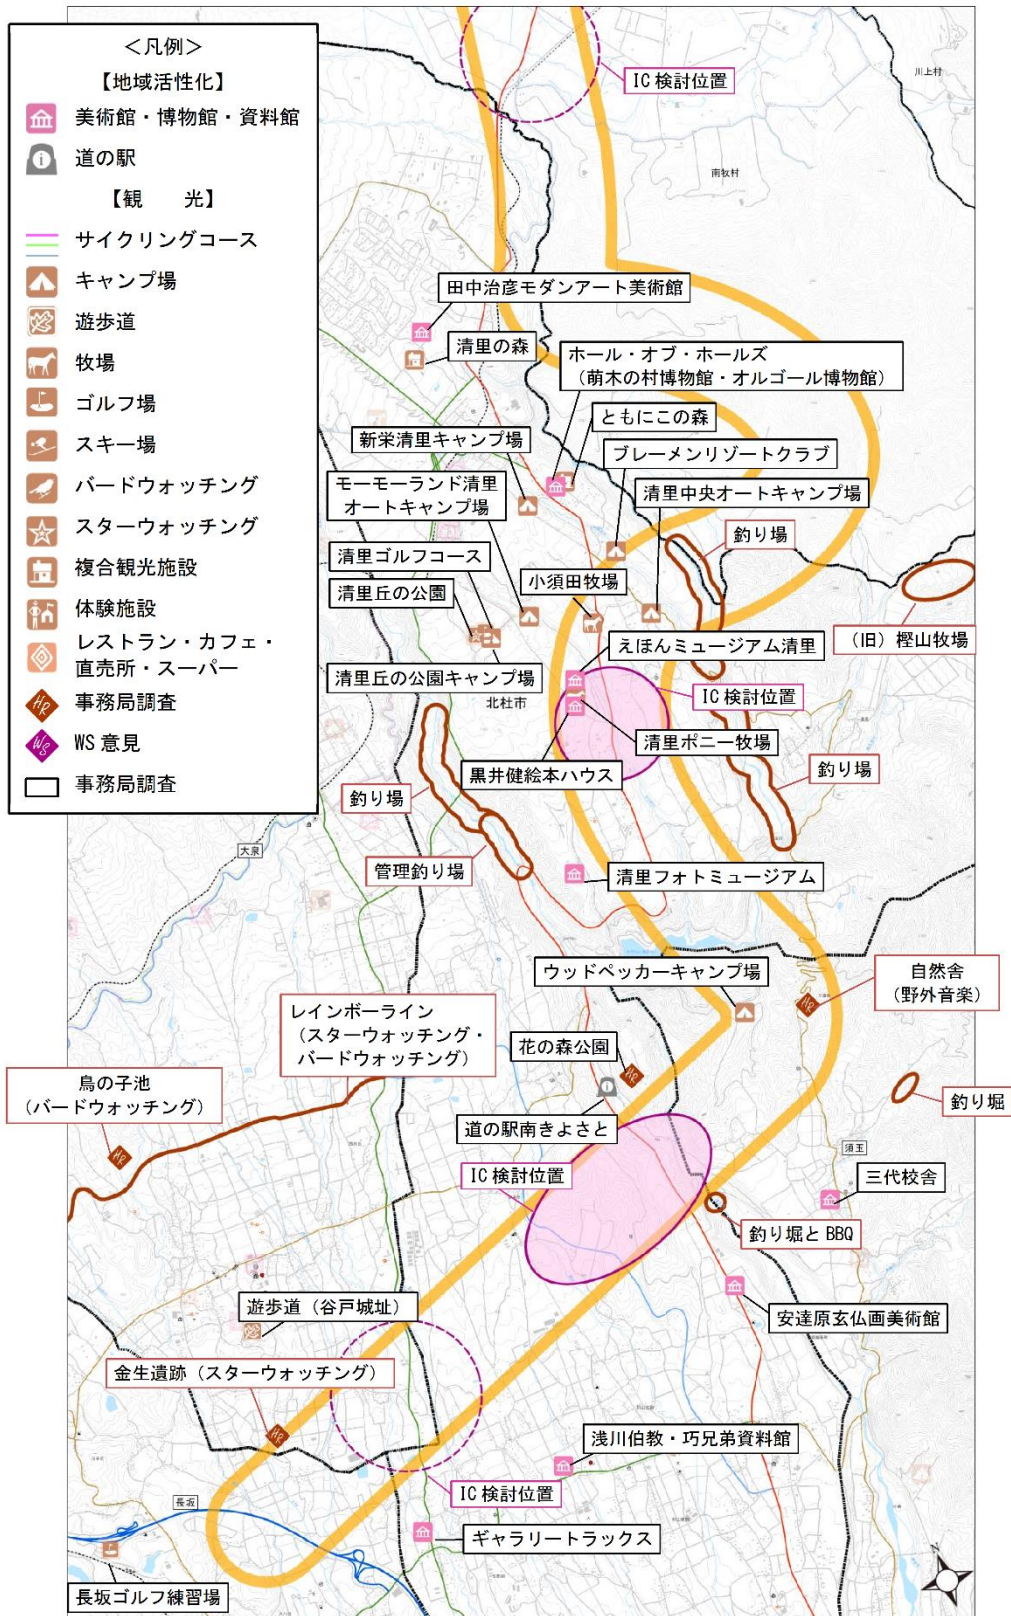 ＜凡例＞
【地域活性化】
美術館・博物館・資料館
道の駅
【観　光】
サイクリングコース
キャンプ場
遊歩道
牧場
ゴルフ場
スキー場
バードウォッチング
スターウォッチング
複合観光施設
体験施設
レストラン・カフェ・
直売所・スーパー
HR 事務局調査
WS WS 意見
事務局調査
IC 検討位置
川上村
南牧村
田中治彦モダンアート美術館
清里の森
ホール・オブ・ホールズ
（萌木の村博物館・オルゴール博物館）
ともにこの森
新栄清里キャンプ場
ブレーメンリゾートクラブ
モーモーランド清里
オートキャンプ場
清里中央オートキャンプ場
釣り場
清里ゴルフコース
小須田牧場
清里丘の公園
（旧）樫山牧場
えほんミュージアム清里
清里丘の公園キャンプ場
IC 検討位置
北杜市
清里ポニー牧場
黒井健絵本ハウス
釣り場
釣り場
大泉
管理釣り場
清里フォトミュージアム
ウッドペッカーキャンプ場
自然舎
（野外音楽）
レインボーライン
（スターウォッチング・
バードウォッチング）
HR
花の森公園
HR
鳥の子池
（バードウォッチング）
釣り堀
道の駅南きよさと
HR
須玉
IC 検討位置
三代校舎
釣り堀と BBQ
遊歩道（谷戸城址）
安達原玄仏画美術館
金生遺跡（スターウォッチング）
HR
浅川伯教・巧兄弟資料館
IC 検討位置
長坂
ギャラリートラックス
長坂ゴルフ練習場
N